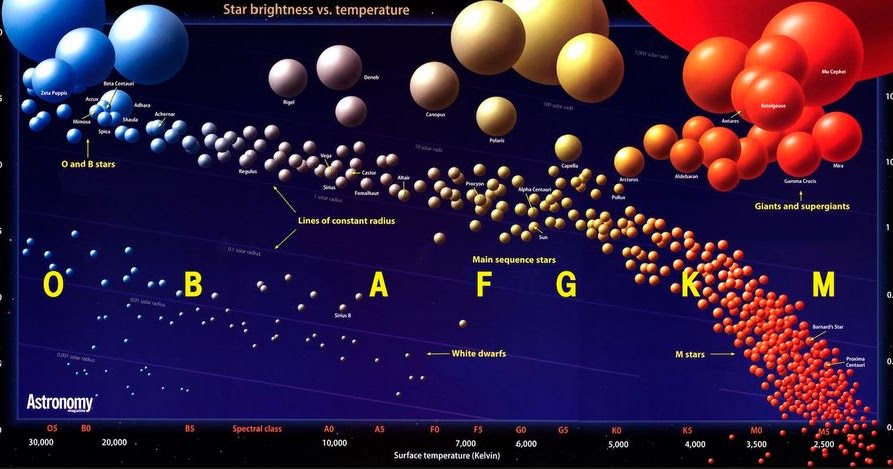 Star brightness vs. temperature
1,000 solar radii
Mu Cephei
Zeta Puppis
Beta Centauri
Acrux
Adhara
Mimosa
Shaula
Spica
Achernar
Rigel
Deneb
Canopus
Polaris
100 solar radii
Antares
Betelgeuse
O and B stars
Regulus
Vega
Sirius
Castor
Fomalhaut
Altair
10 solar radii
Procyon
Alpha Centauri
Capella
Arcturus
Pollux
Aldebaran
Gamma Crucis
Mira
Giants and supergiants
1 solar radius
Lines of constant radius
Sun
0.1 solar radius
Main sequence stars
O B A F G K M
0.01 solar radius
Sirius B
White dwarfs
M stars
Barnard's Star
Proxima
Centauri
0.001 solar radius
Astronomy
magazine
O5 B0 B5 Spectral class A0 A5 F0 F5 G0 G5 K0 K5 M0 M5
30,000 20,000 10,000 7,000 6,000 5,000 4,000 3,500 2,500
Surface temperature (Kelvin)